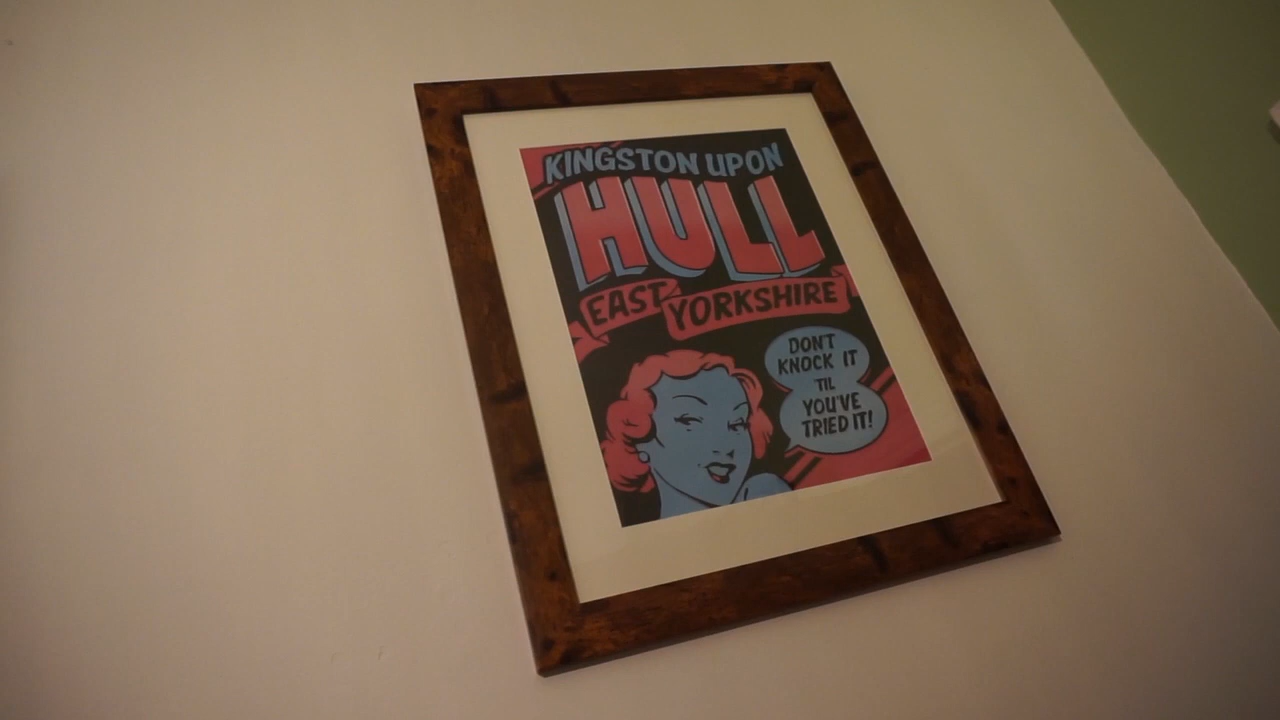 KINGSTON UPON
HULL
EAST YORKSHIRE
DON'T
KNOCK IT
TIL
YOU'VE
TRIED IT!